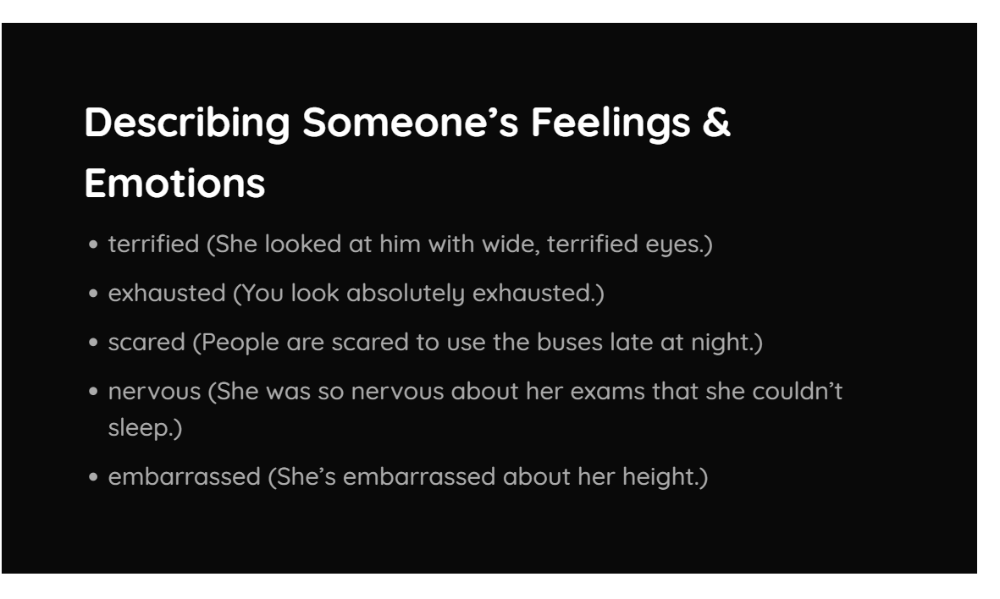 Describing Someone’s Feelings &
Emotions
• terrified (She looked at him with wide, terrified eyes.)
• exhausted (You look absolutely exhausted.)
• scared (People are scared to use the buses late at night.)
• nervous (She was so nervous about her exams that she couldn’t
sleep.)
• embarrassed (She’s embarrassed about her height.)